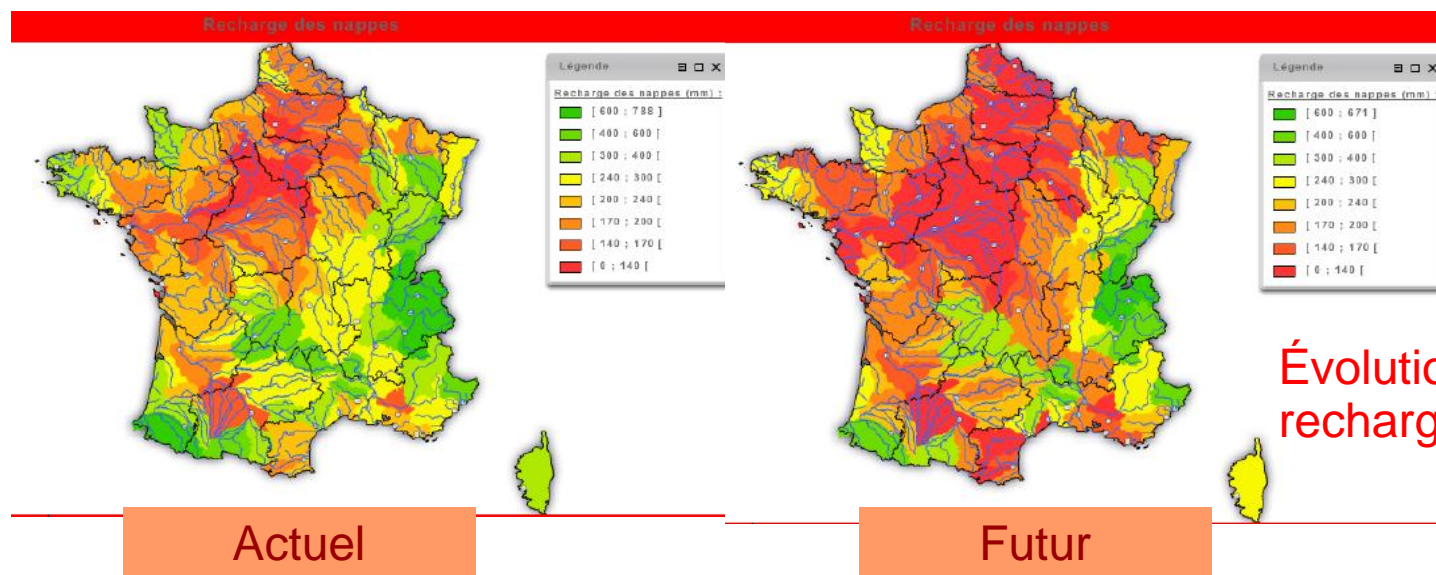 Recharge des nappes
Légende
Recharge des nappes (mm) :
[ 600 ; 788 ]
[ 400 ; 600 [
[ 300 ; 400 [
[ 240 ; 300 [
[ 200 ; 240 [
[ 170 ; 200 [
[ 140 ; 170 [
[ 0 ; 140 [
Actuel
Recharge des nappes
Légende
Recharge des nappes (mm) :
[ 600 ; 671 ]
[ 400 ; 600 [
[ 300 ; 400 [
[ 240 ; 300 [
[ 200 ; 240 [
[ 170 ; 200 [
[ 140 ; 170 [
[ 0 ; 140 [
Évolutio
recharg
Futur